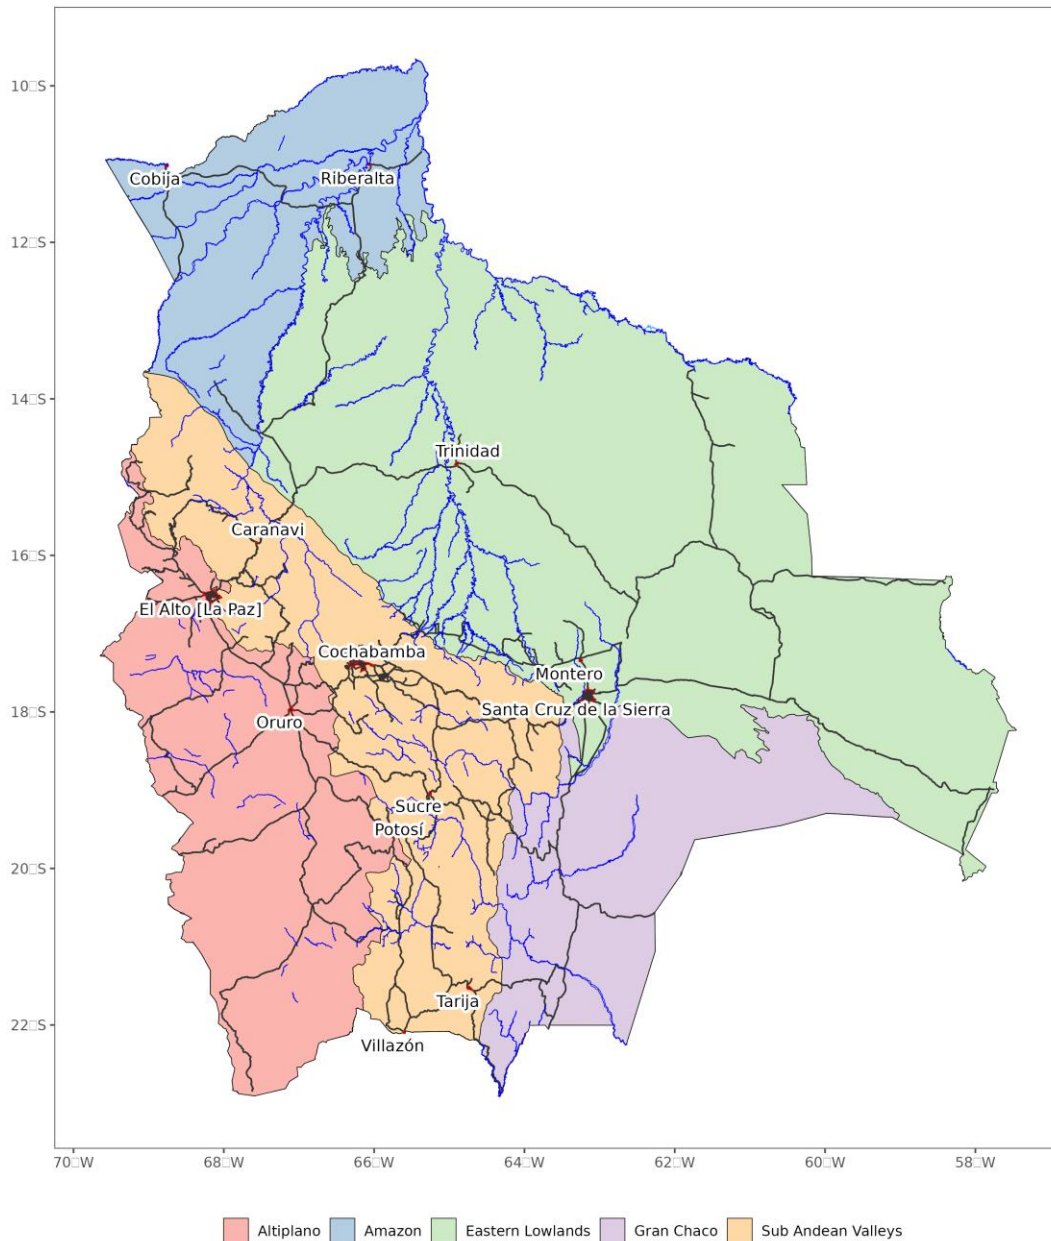 10□S
Cobija
Riberalta
12□S
14□S
Trinidad
Caranavi
16□S
El Alto [La Paz]
Cochabamba
Montero
18□S
Santa Cruz de la Sierra
Oruro
Sucre
Potosí
20□S
Tarija
22□S
Villazón
70□W 68□W 66□W 64□W 62□W 60□W 58□W
Altiplano Amazon Eastern Lowlands Gran Chaco Sub Andean Valleys